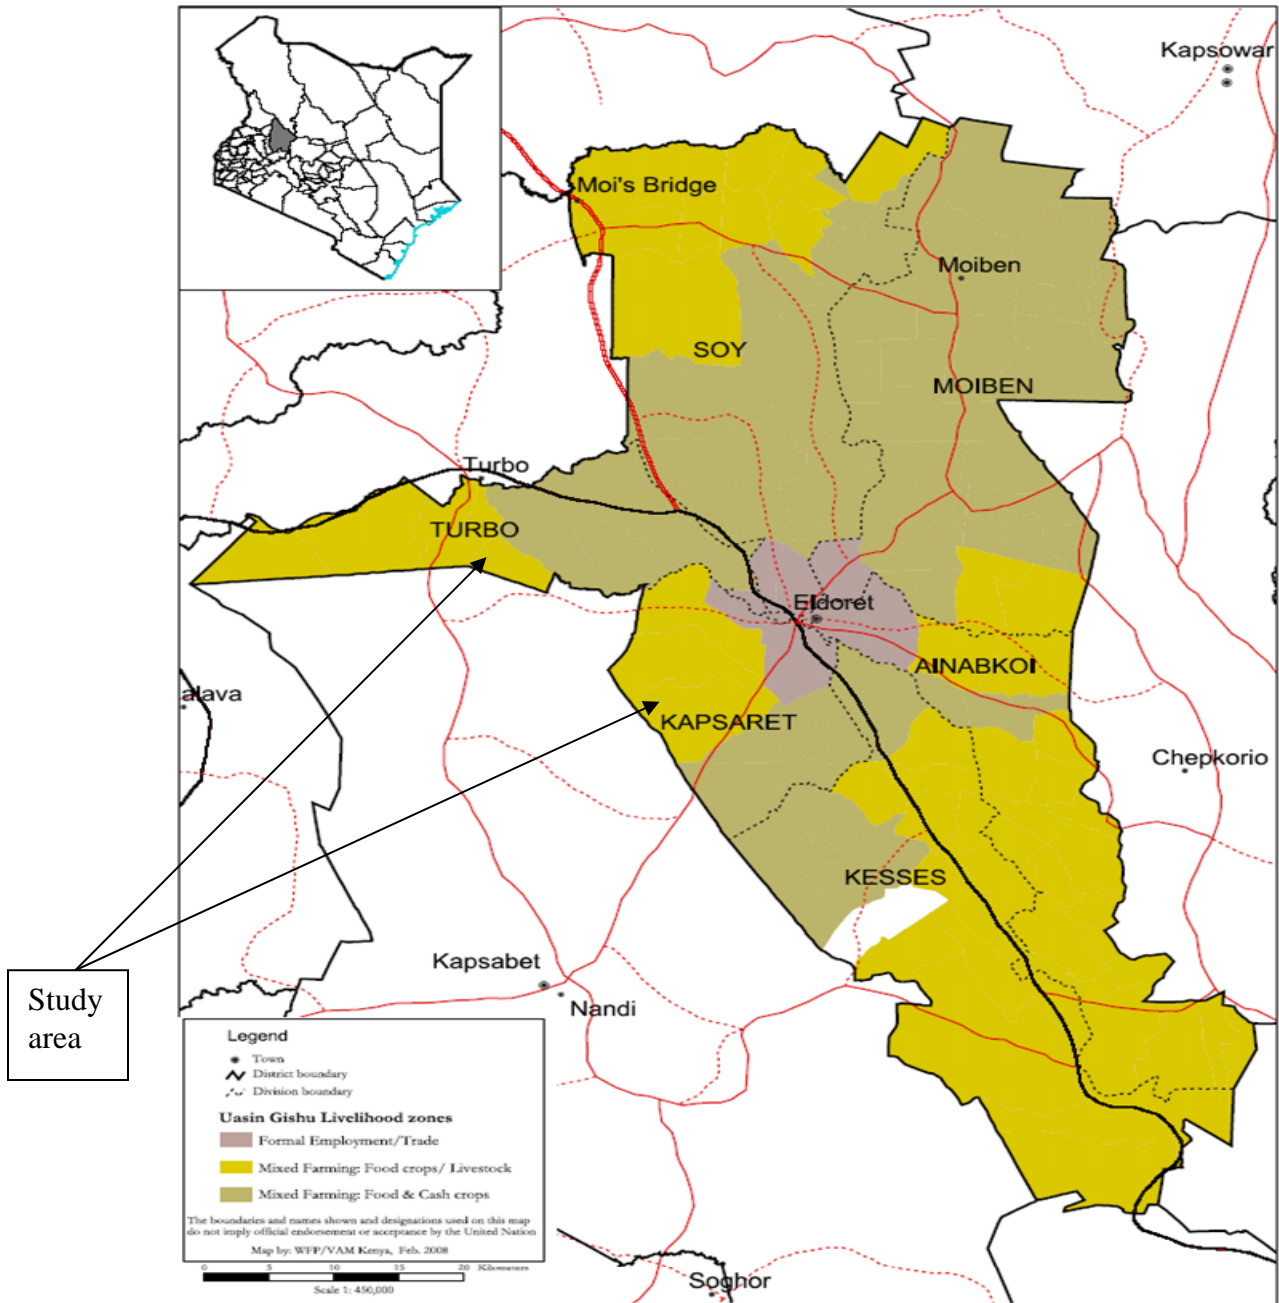 Kapsowar
Moi's Bridge
Moiben
SOY
MOIBEN
Turbo
TURBO
Eldoret
AINABKOI
alava
KAPSARET
Chepkorio
KESSES
Kapsabet
Nandi
Study
area
Legend
Town
District boundary
Division boundary
Uasin Gishu Livelihood zones
Formal Employment/Trade
Mixed Farming: Food crops/ Livestock
Mixed Farming: Food & Cash crops
The boundaries and names shown and designations used on this map
do not imply official endorsement or acceptance by the United Nation
Map by: WFP/VAM Kenya, Feb. 2008
0 5 10 15 20 Kilometers
Scale 1: 450,000
Soghor